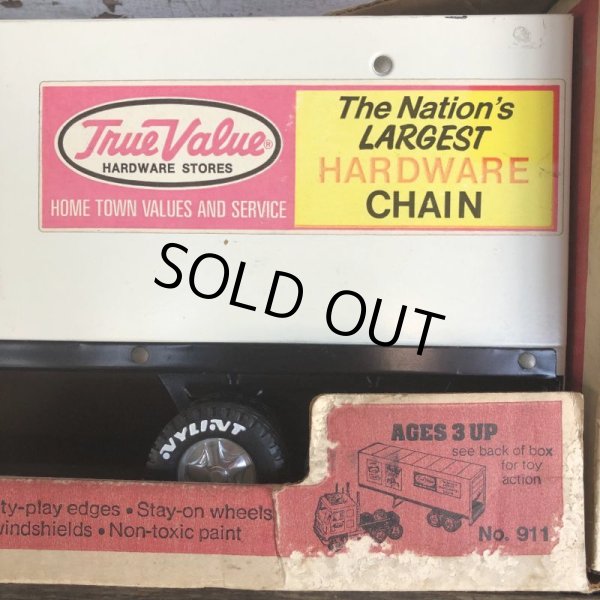 True Value®
HARDWARE STORES
HOME TOWN VALUES AND SERVICE
The Nation's
LARGEST
HARDWARE
CHAIN
SOLD OUT
NYLINT
AGES 3 UP
see back of box
for toy
action
No. 911
ty-play edges • Stay-on wheels
windshields • Non-toxic paint